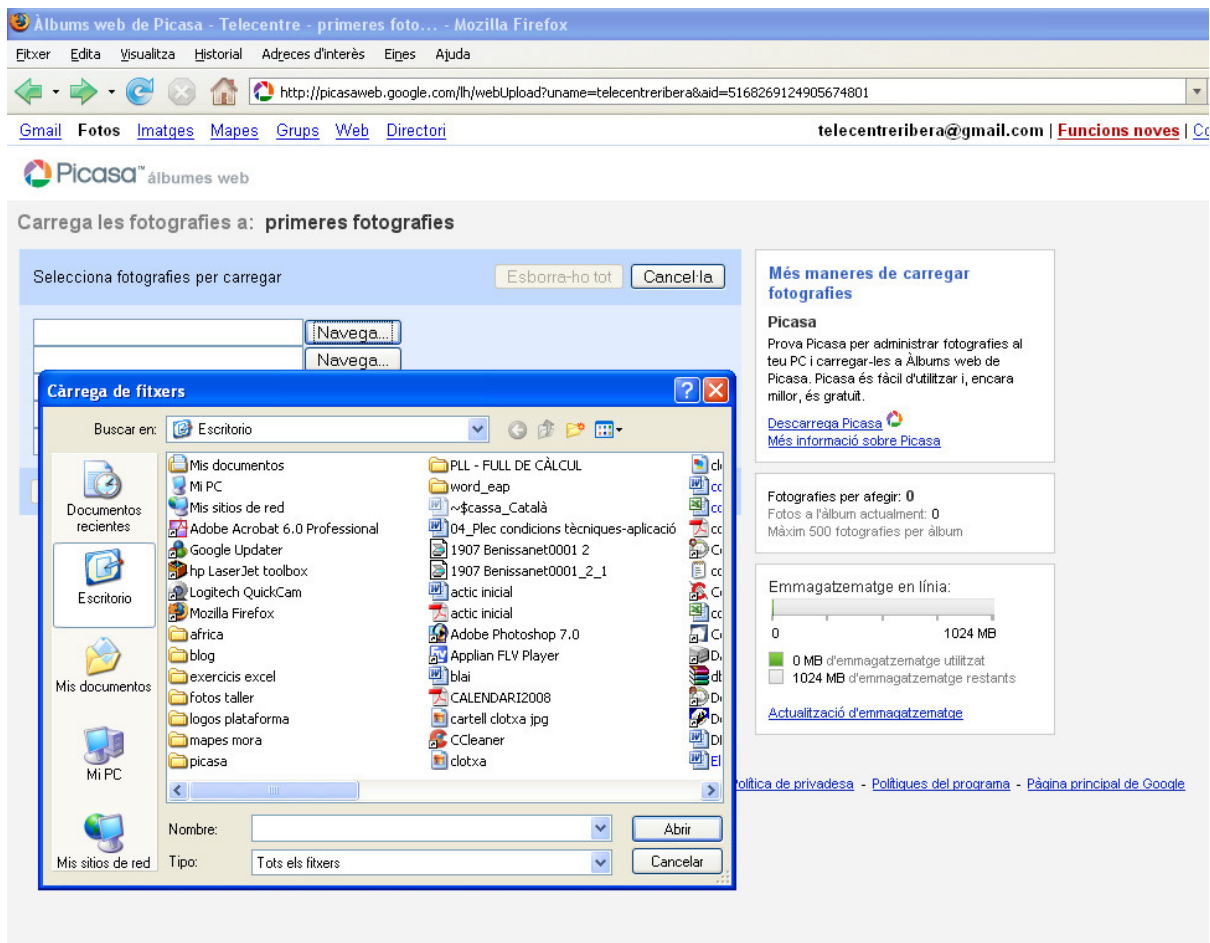 Àlbums web de Picasa - Telecentre - primeres foto... - Mozilla Firefox
Fitxer Edita Visualitza Historial Adreces d'interès Eines Ajuda
http://picasaweb.google.com/lh/webUpload?uname=telecentreribera&aid=5168269124905674801
Gmail Fotos Imatges Mapes Grups Web Directori
telecentreribera@gmail.com | Funcions noves |
Picasa™ álbumes web
Carrega les fotografies a: primeres fotografies
Selecciona fotografies per carregar
Esborra-ho tot Cancel·la
Navega...
Navega...
Càrrega de fitxers
Buscar en: Escritorio
Documentos recientes
Escritorio
Mis documentos
Mi PC
Mis sitios de red
Mis documentos
Mi PC
Mis sitios de red
Adobe Acrobat 6.0 Professional
Google Updater
hp LaserJet toolbox
Logitech QuickCam
Mozilla Firefox
africa
blog
exercicis excel
fotos taller
logos plataforma
mapes mora
picasa
PLL - FULL DE CÀLCUL
word_eap
~$cassa_Català
04_Plec condicions tècniques-aplicació
1907 Benissanet0001 2
1907 Benissanet0001_2_1
actic inicial
actic inicial
Adobe Photoshop 7.0
Applian FLV Player
blai
CALENDARI2008
cartell clotxa jpg
CCleaner
clotxa
Nombre:
Abrir
Tipo: Tots els fitxers
Cancelar
Més maneres de carregar
fotografies
Picasa
Prova Picasa per administrar fotografies al
teu PC i carregar-les a Àlbums web de
Picasa. Picasa és fàcil d'utilitzar i, encara
millor, és gratuït.
Descarrega Picasa
Més informació sobre Picasa
Fotografies per afegir: 0
Fotos a l'àlbum actualment: 0
Màxim 500 fotografies per àlbum
Emmagatzematge en línia:
0 1024 MB
0 MB d'emmagatzematge utilitzat
1024 MB d'emmagatzematge restants
Actualització d'emmagatzematge
Política de privadesa - Polítiques del programa - Pàgina principal de Google